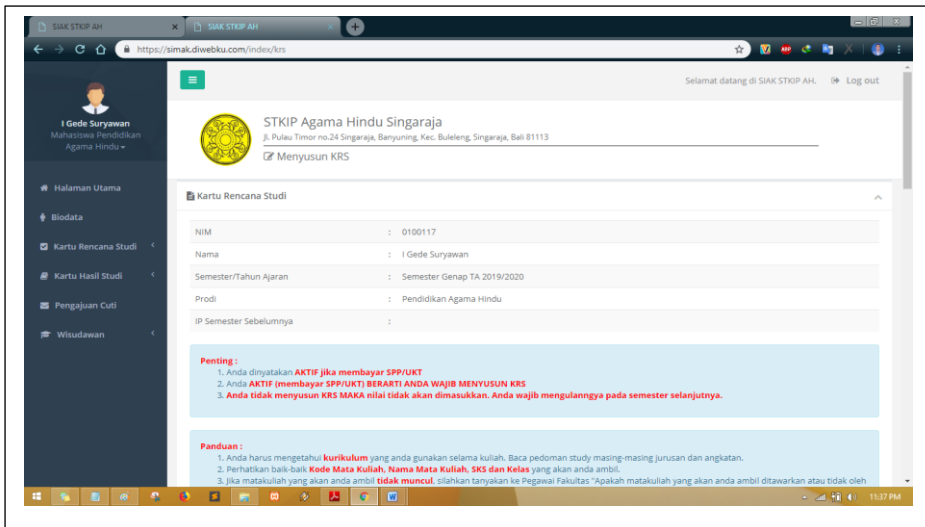 SIAK STKIP AH
SIAK STKIP AH
https://simak.diwebku.com/index/krs
Selamat datang di SIAK STKIP AH.
Log out
I Gede Suryawan
Mahasiswa Pendidikan
Agama Hindu
Halaman Utama
Biodata
Kartu Rencana Studi
Kartu Hasil Studi
Pengajuan Cuti
Wisudawan
STKIP Agama Hindu Singaraja
Jl. Pulau Timor no.24 Singaraja, Banyuning, Kec. Buleleng, Singaraja, Bali 81113
Menyusun KRS
Kartu Rencana Studi
NIM : 0100117
Nama : I Gede Suryawan
Semester/Tahun Ajaran : Semester Genap TA 2019/2020
Prodi : Pendidikan Agama Hindu
IP Semester Sebelumnya :
Penting :
1. Anda dinyatakan AKTIF jika membayar SPP/UKT
2. Anda AKTIF (membayar SPP/UKT) BERARTI ANDA WAJIB MENYUSUN KRS
3. Anda tidak menyusun KRS MAKA nilai tidak akan dimasukkan. Anda wajib mengulanngya pada semester selanjutnya.
Panduan :
1. Anda harus mengetahui kurikulum yang anda gunakan selama kuliah. Baca pedoman study masing-masing jurusan dan angkatan.
2. Perhatikan baik-baik Kode Mata Kuliah, Nama Mata Kuliah, SKS dan Kelas yang akan anda ambil.
3. Jika matakuliah yang akan anda ambil tidak muncul, silahkan tanyakan ke Pegawai Fakultas "Apakah matakuliah yang akan anda ambil ditawarkan atau tidak oleh
11:37 PM